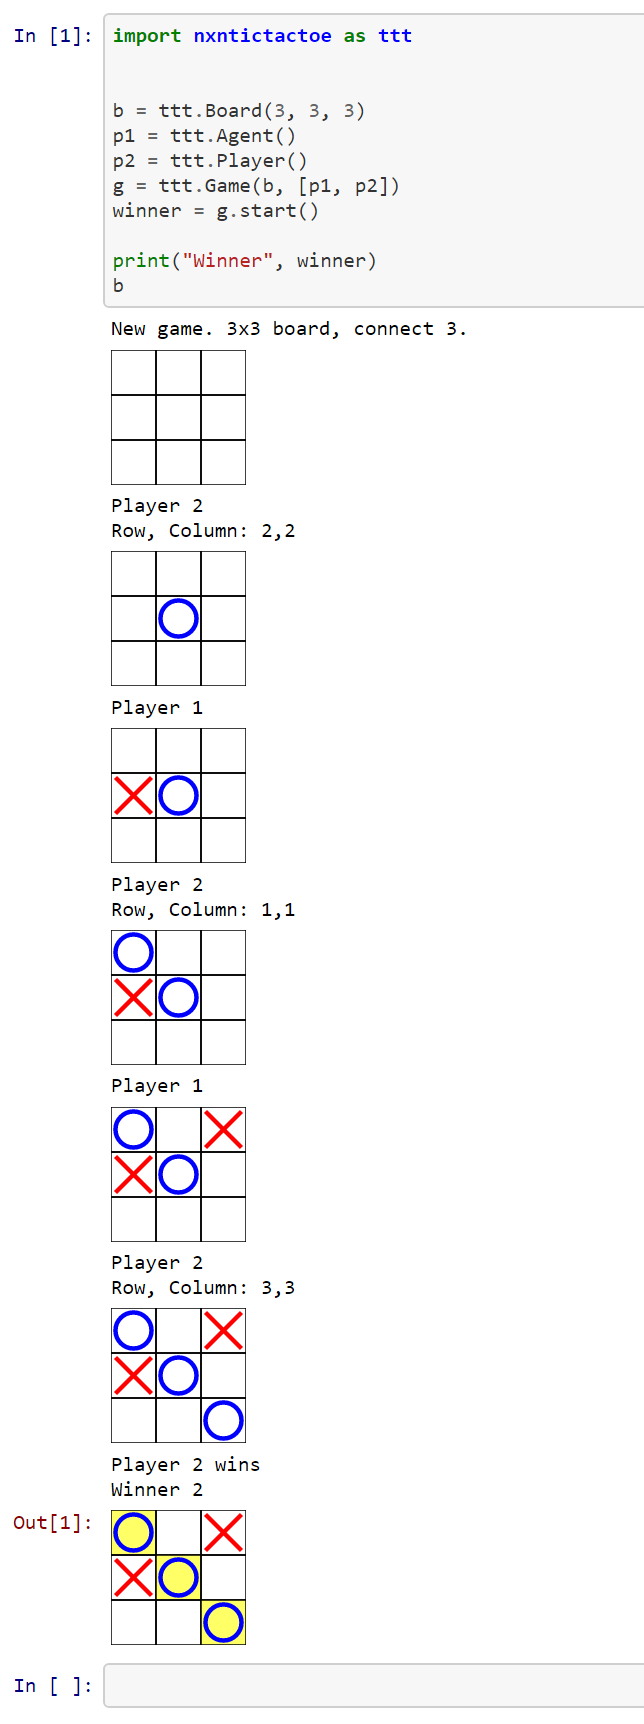 In [1]: import nxntictactoe as ttt
b = ttt.Board(3, 3, 3)
p1 = ttt.Agent()
p2 = ttt.Player()
g = ttt.Game(b, [p1, p2])
winner = g.start()
print("Winner", winner)
b
New game. 3x3 board, connect 3.
Player 2
Row, Column: 2,2
Player 1
Player 2
Row, Column: 1,1
Player 1
Player 2
Row, Column: 3,3
Player 2 wins
Winner 2
Out[1]:
In [ ]: